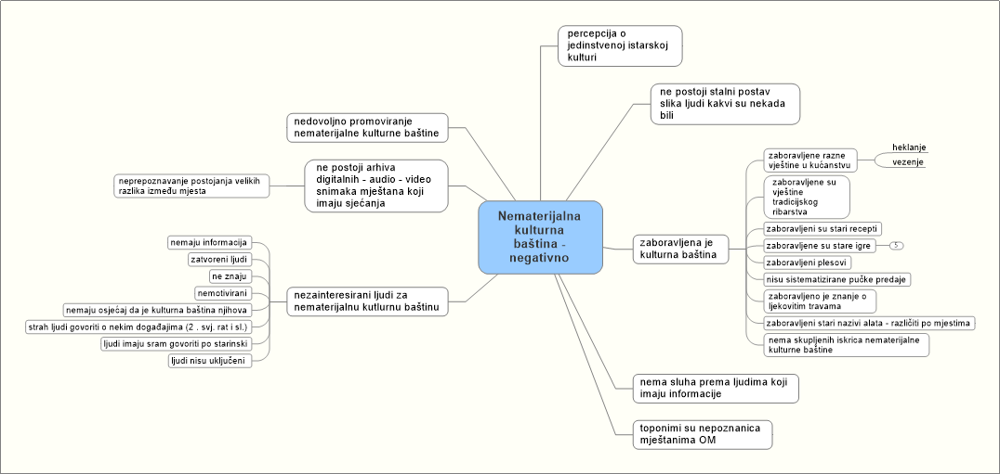 percepcija o
jedinstvenoj istarskoj
kulturi
ne postoji stalni postav
slika ljudi kakvi su nekada
bili
nedovoljno promoviranje
nematerijalne kulturne baštine
ne postoji arhiva
digitalnih - audio - video
snimaka mještana koji
imaju sjećanja
neprepoznavanje postojanja velikih
razlika između mjesta
Nematerijalna
kulturna
baština -
negativno
zaboravljena je
kulturna baština
zaboravljene razne
vještine u kućanstvu
heklanje
vezenje
zaboravljene su
vještine
tradicijskog
ribarstva
zaboravljeni su stari recepti
zaboravljene su stare igre
5
zaboravljeni plesovi
nisu sistematizirane pučke predaje
zaboravljeno je znanje o
ljekovitim travama
zaboravljeni stari nazivi alata - različiti po mjestima
nema skupljenih iskrica nematerijalne
kulturne baštine
nezainteresirani ljudi za
nematerijalnu kutlurnu baštinu
nemaju informacija
zatvoreni ljudi
ne znaju
nemotivirani
nemaju osjećaj da je kulturna baština njihova
strah ljudi govoriti o nekim događajima (2 . svj. rat i sl.)
ljudi imaju sram govoriti po starinski
ljudi nisu uključeni
nema sluha prema ljudima koji
imaju informacije
toponimi su nepoznanica
mještanima OM